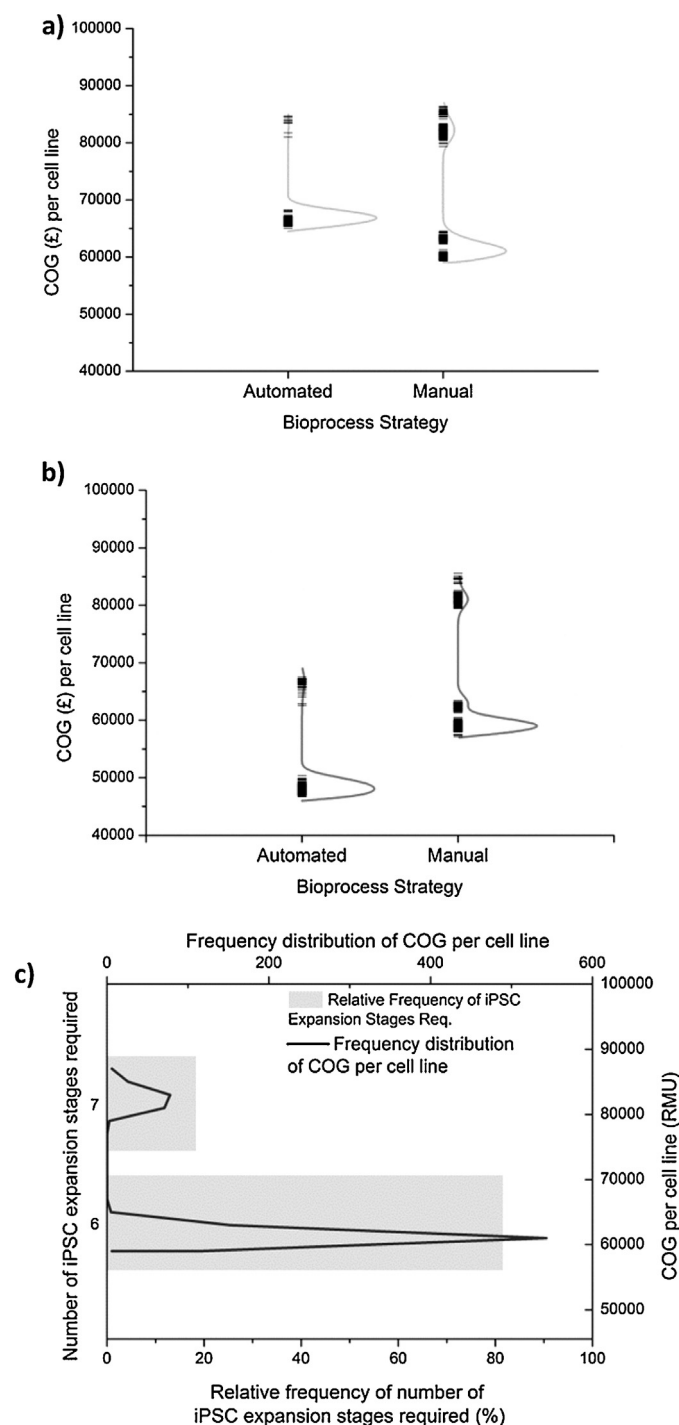 a)
100000
90000
80000
70000
60000
50000
40000
COG (£) per cell line
Automated
Manual
Bioprocess Strategy
b)
100000
90000
80000
70000
60000
50000
40000
COG (£) per cell line
Automated
Manual
Bioprocess Strategy
c)
Frequency distribution of COG per cell line
0
200
400
600
Relative Frequency of iPSC
Expansion Stages Req.
Frequency distribution
of COG per cell line
Number of iPSC expansion stages required
7
6
100000
90000
80000
70000
60000
50000
COG per cell line (RMU)
0
20
40
60
80
100
Relative frequency of number of
iPSC expansion stages required (%)